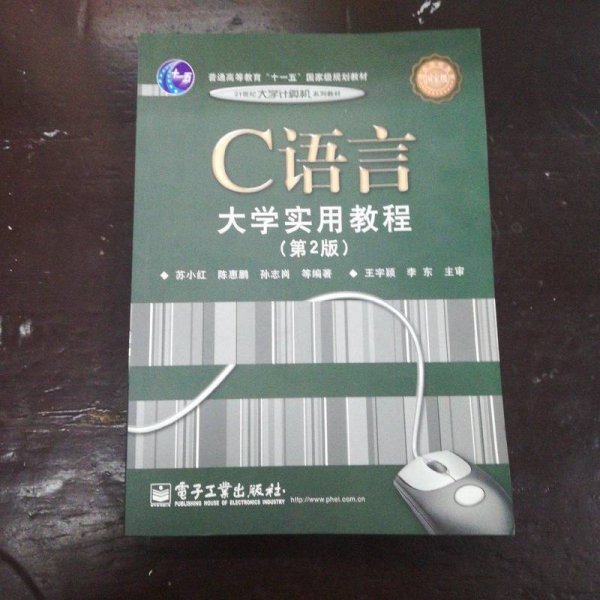 十一五
普通高等教育“十一五”国家级规划教材
21世纪大学计算机系列教材
C语言
大学实用教程
(第2版)
◆ 苏小红 陈惠鹏 孙志岗 等编著 ◆ 王宇颖 李东 主审
電子工業出版社
PUBLISHING HOUSE OF ELECTRONICS INDUSTRY
http://www.phei.com.cn